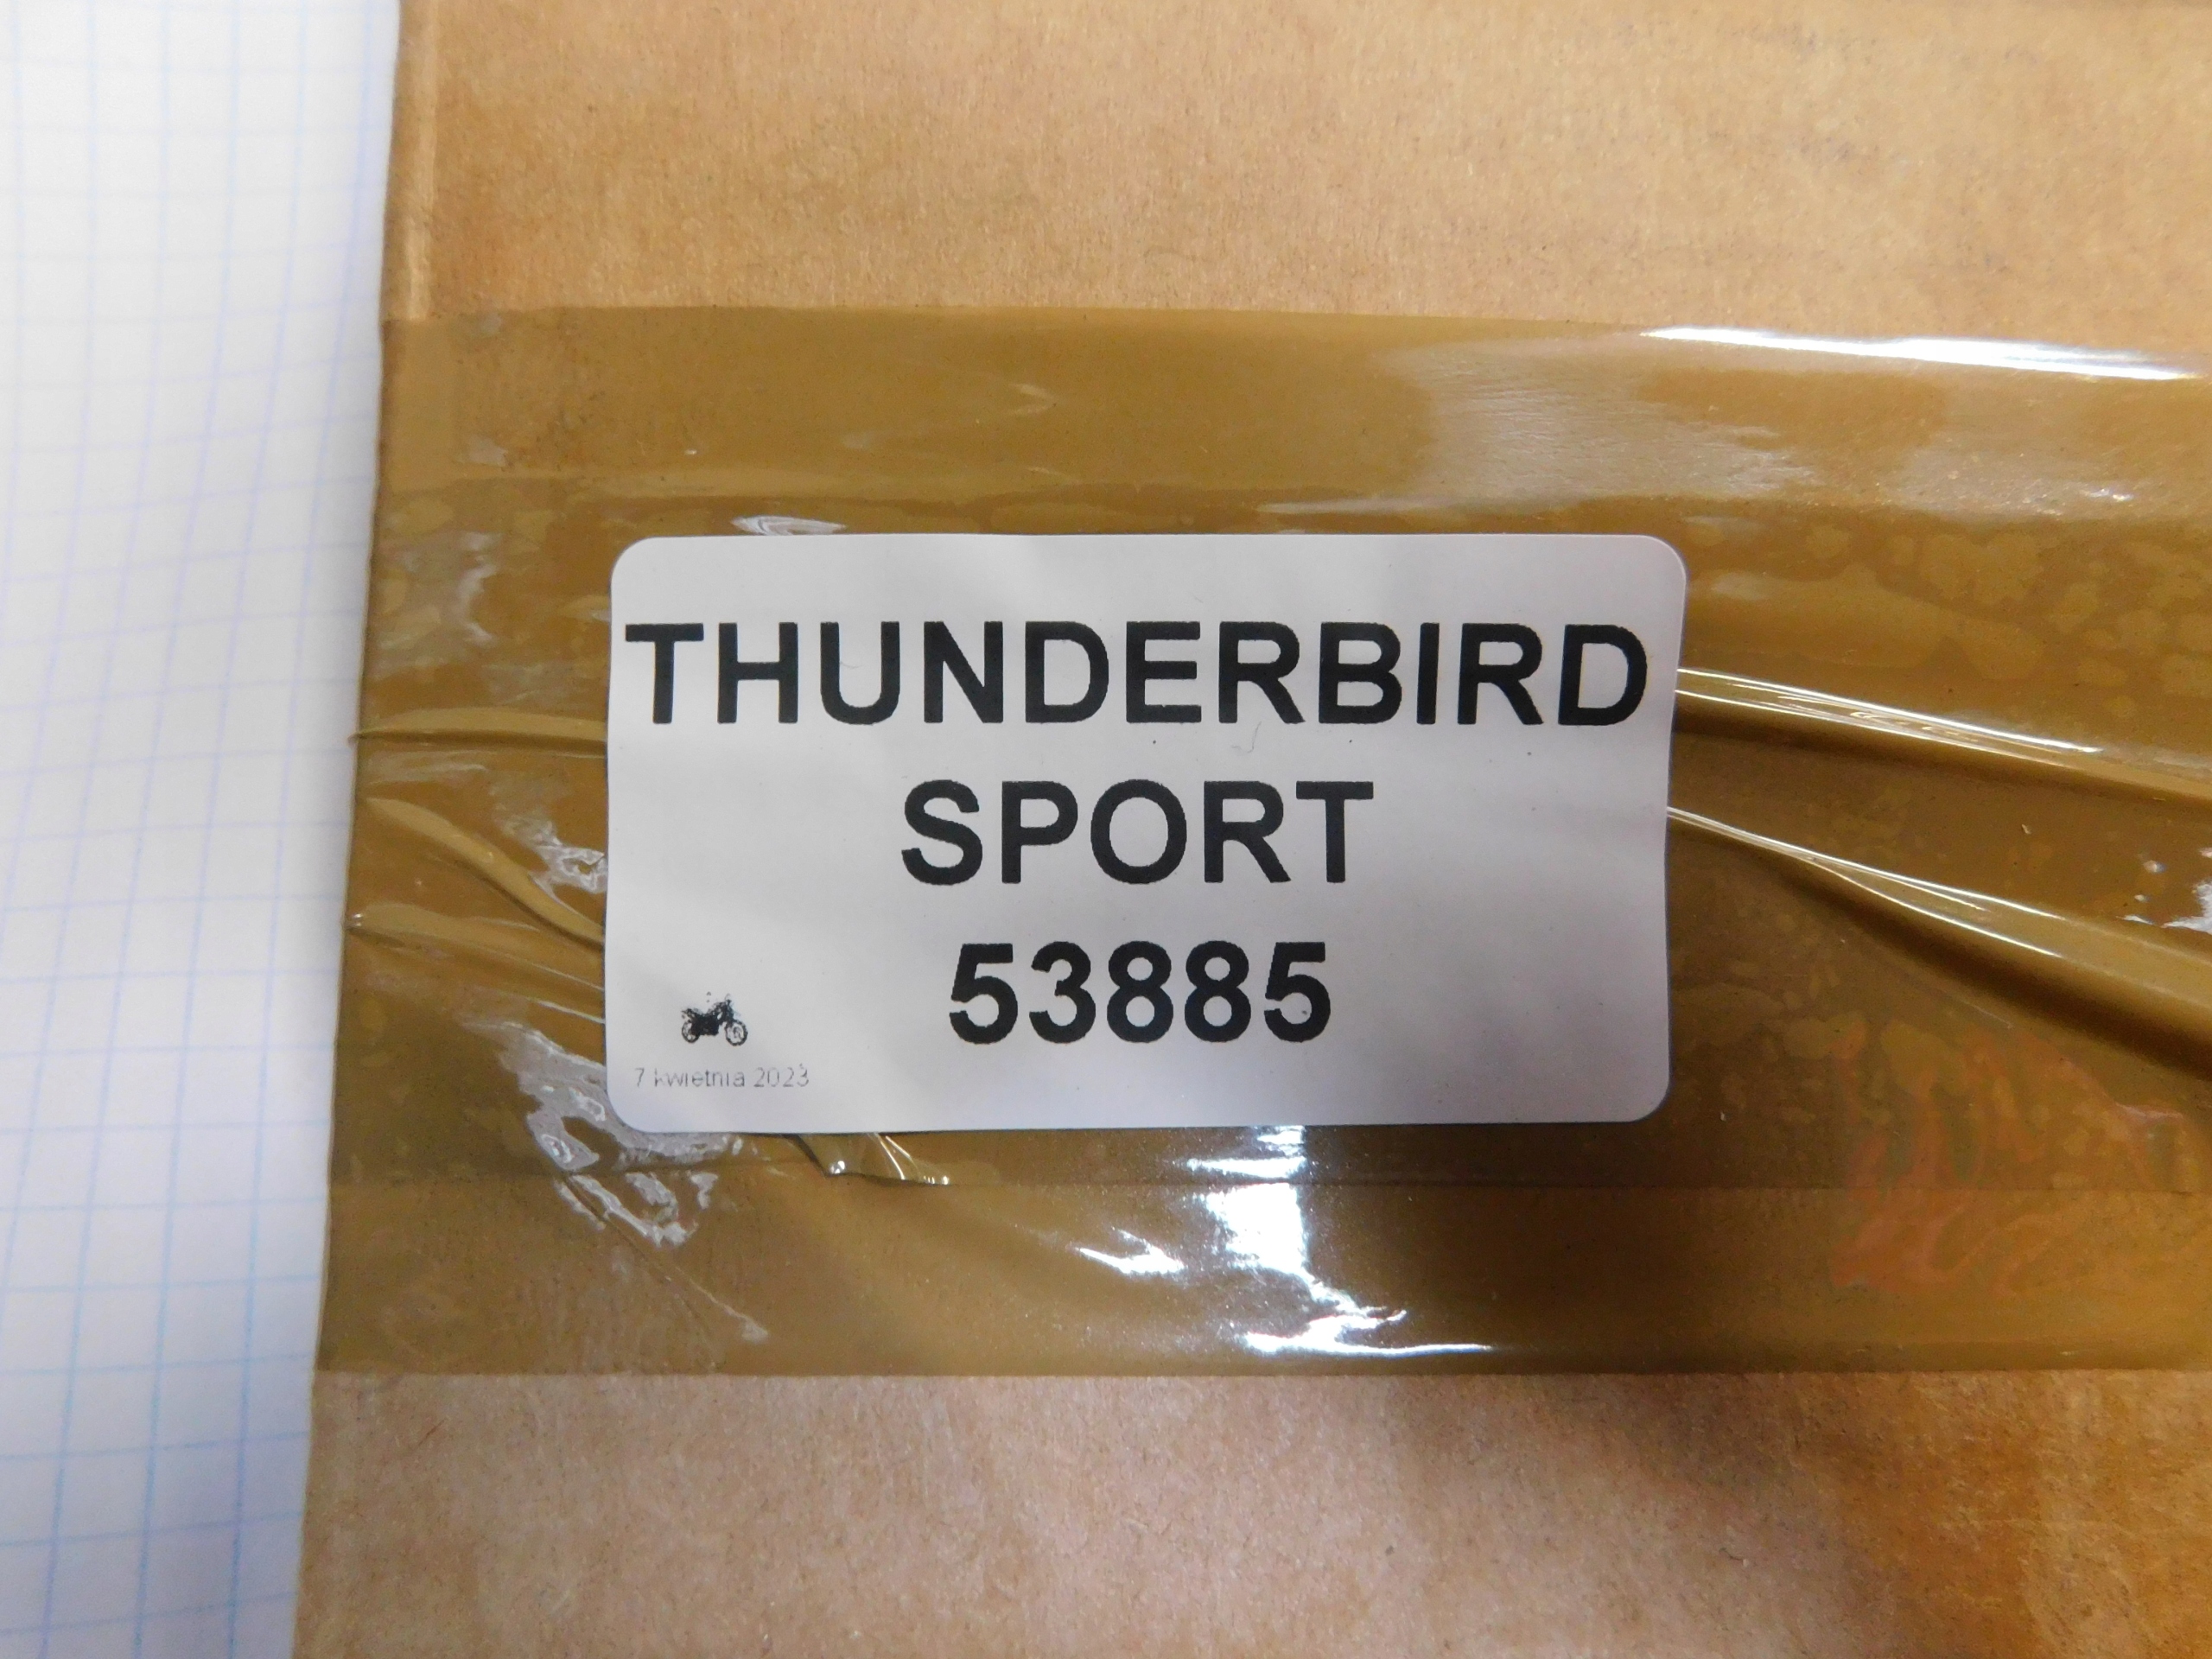 THUNDERBIRD
SPORT
53885
7 kwietnia 2023